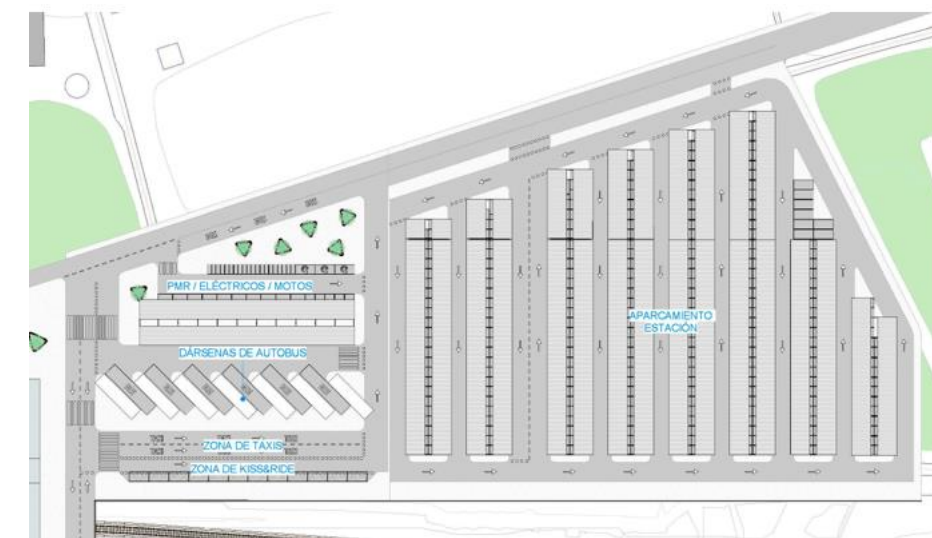 PMR / ELÉCTRICOS / MOTOS
APARCAMIENTO
ESTACIÓN
DÁRSENAS DE AUTOBUS
ZONA DE TAXIS
ZONA DE KISS&RIDE